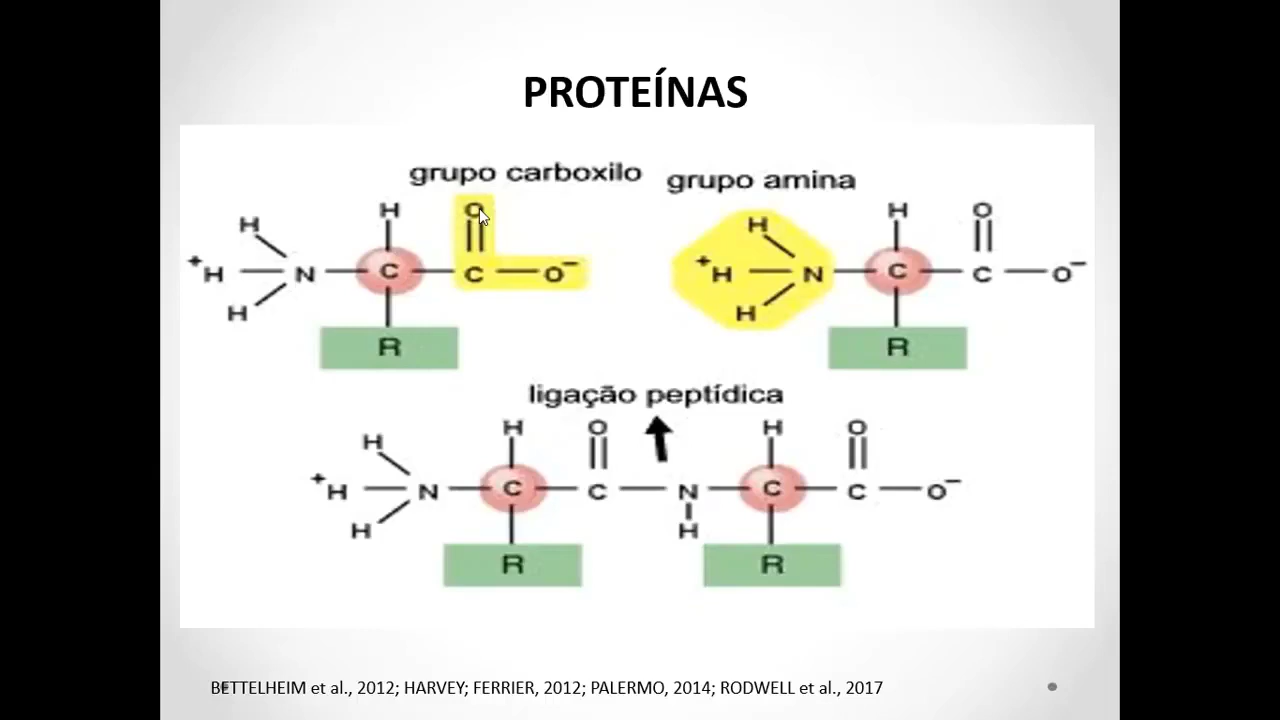 PROTEÍNAS
grupo carboxilo
grupo amina
H H O H H O
+H N C C O− +H N C C O−
H H
R R
ligação peptídica
H H O H O
+H N C C N C C O−
H H
R R
BETTELHEIM et al., 2012; HARVEY; FERRIER, 2012; PALERMO, 2014; RODWELL et al., 2017